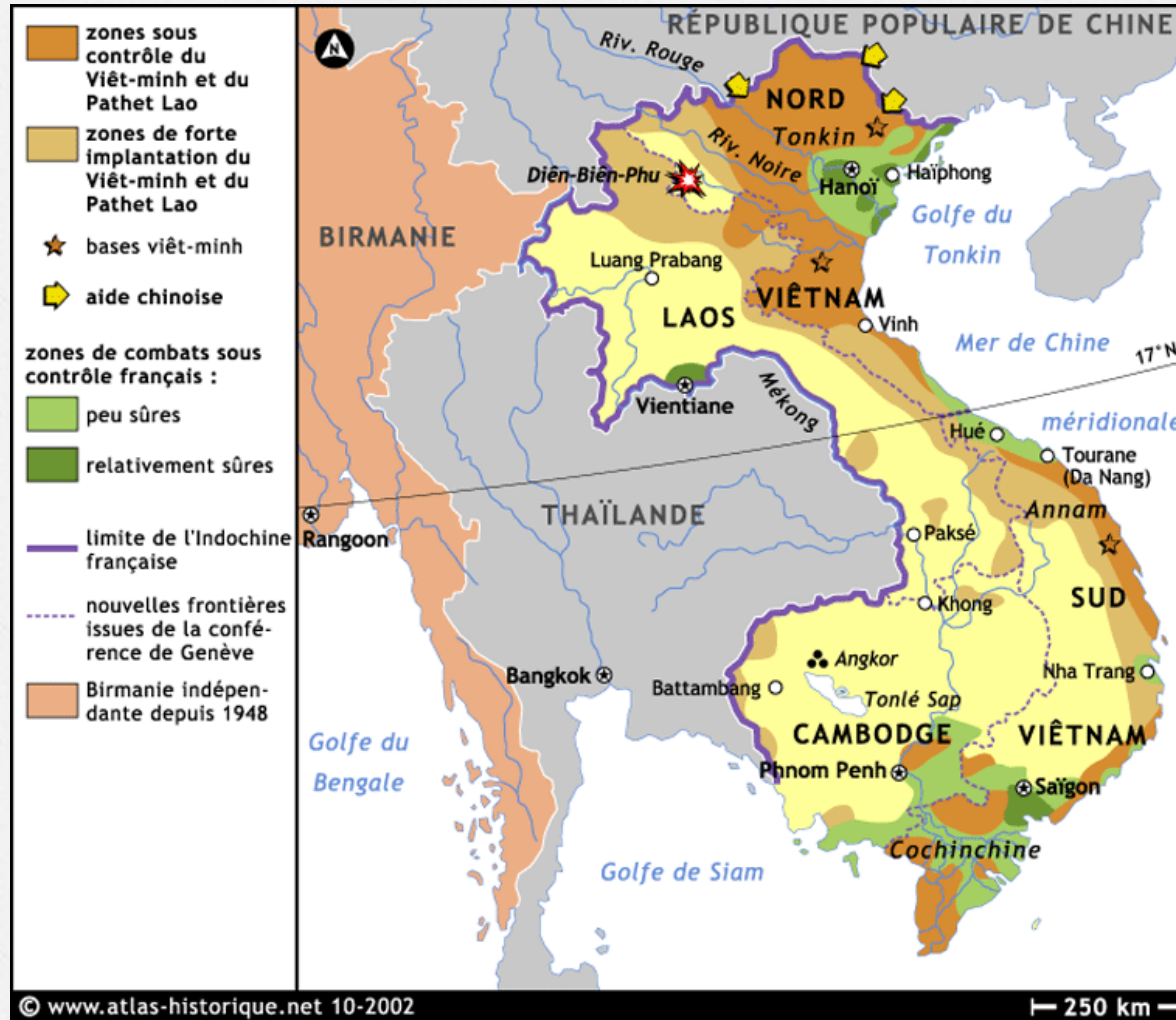 zones sous
contrôle du
Viêt-minh et du
Pathet Lao
zones de forte
implantation du
Viêt-minh et du
Pathet Lao
bases viêt-minh
aide chinoise
zones de combats sous
contrôle français :
peu sûres
relativement sûres
limite de l'Indochine
française
nouvelles frontières
issues de la confé-
rence de Genève
Birmanie indépen-
dante depuis 1948
N
RÉPUBLIQUE POPULAIRE DE CHINE
Riv. Rouge
NORD
Tonkin
Riv. Noire
Diên-Biên-Phu
Hanoï
Haïphong
Golfe du
Tonkin
BIRMANIE
Luang Prabang
VIÊTNAM
LAOS
Vinh
Mer de Chine
17°N
Vientiane
Mékong
méridionale
Hué
Tourane
(Da Nang)
THAÏLANDE
Annam
Rangoon
Paksé
Khong
SUD
Bangkok
Angkor
Battambang
Nha Trang
Tonlé Sap
CAMBODGE
VIÊTNAM
Golfe du
Bengale
Phnom Penh
Saïgon
Cochinchine
Golfe de Siam
© www.atlas-historique.net 10-2002
250 km